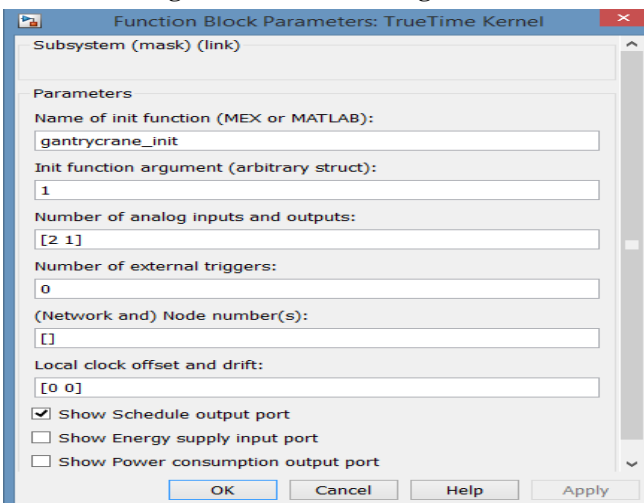 Function Block Parameters: TrueTime Kernel
Subsystem (mask) (link)
Parameters
Name of init function (MEX or MATLAB):
gantrycrane_init
Init function argument (arbitrary struct):
1
Number of analog inputs and outputs:
[2 1]
Number of external triggers:
0
(Network and) Node number(s):
[]
Local clock offset and drift:
[0 0]
Show Schedule output port
Show Energy supply input port
Show Power consumption output port
OK Cancel Help Apply